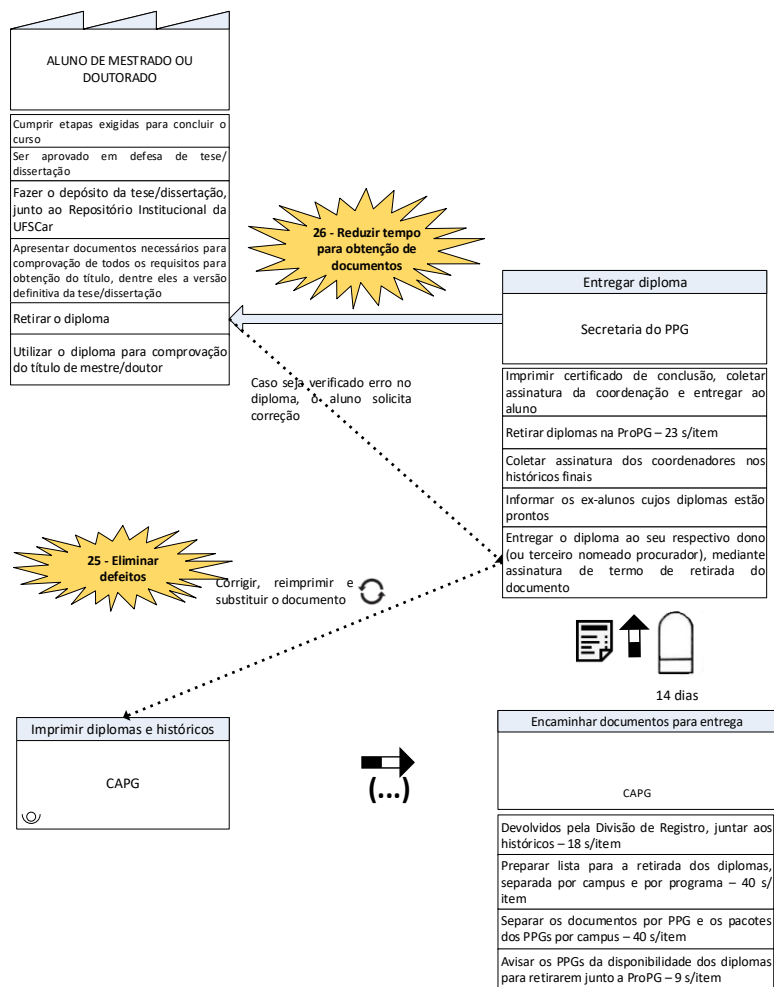 ALUNO DE MESTRADO OU
DOUTORADO
Cumprir etapas exigidas para concluir o
curso
Ser aprovado em defesa de tese/
dissertação
Fazer o depósito da tese/dissertação,
junto ao Repositório Institucional da
UFSCar
Apresentar documentos necessários para
comprovação de todos os requisitos para
obtenção do título, dentre eles a versão
definitiva da tese/dissertação
Retirar o diploma
Utilizar o diploma para comprovação
do título de mestre/doutor
26 - Reduzir tempo
para obtenção de
documentos
Entregar diploma
Secretaria do PPG
Imprimir certificado de conclusão, coletar
assinatura da coordenação e entregar ao
aluno
Retirar diplomas na ProPG – 23 s/item
Coletar assinatura dos coordenadores nos
históricos finais
Informar os ex-alunos cujos diplomas estão
prontos
Entregar o diploma ao seu respectivo dono
(ou terceiro nomeado procurador), mediante
assinatura de termo de retirada do
documento
Caso seja verificado erro no
diploma, o aluno solicita
correção
25 - Eliminar
defeitos
Corrigir, reimprimir e
substituir o documento
14 dias
Imprimir diplomas e históricos
CAPG
(...)
Encaminhar documentos para entrega
CAPG
Devolvidos pela Divisão de Registro, juntar aos
históricos – 18 s/item
Preparar lista para a retirada dos diplomas,
separada por campus e por programa – 40 s/
item
Separar os documentos por PPG e os pacotes
dos PPGs por campus – 40 s/item
Avisar os PPGs da disponibilidade dos diplomas
para retirarem junto a ProPG – 9 s/item